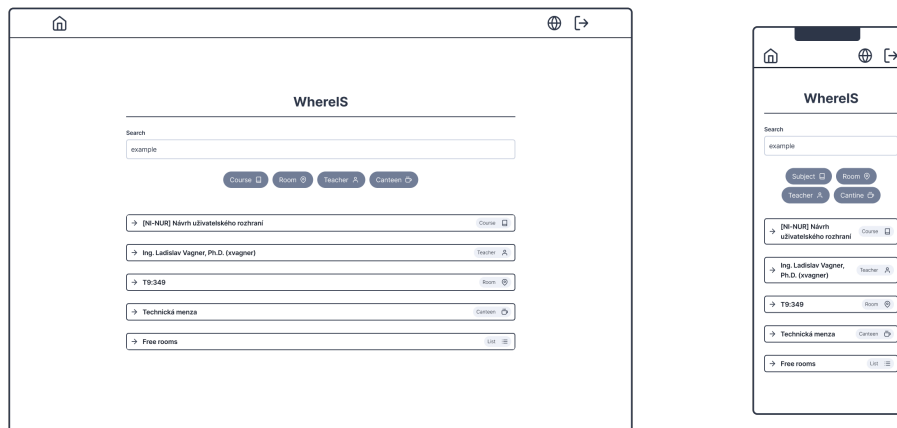 WhereIS
Search
example
Course Room Teacher Canteen
[NI-NUR] Návrh uživatelského rozhraní Course
Ing. Ladislav Vagner, Ph.D. (xvagner) Teacher
T9:349 Room
Technická menza Canteen
Free rooms List
WhereIS
Search
example
Subject Room
Teacher Cantine
[NI-NUR] Návrh
uživatelského rozhraní Course
Ing. Ladislav Vagner,
Ph.D. (xvagner) Teacher
T9:349 Room
Technická menza Canteen
Free rooms List